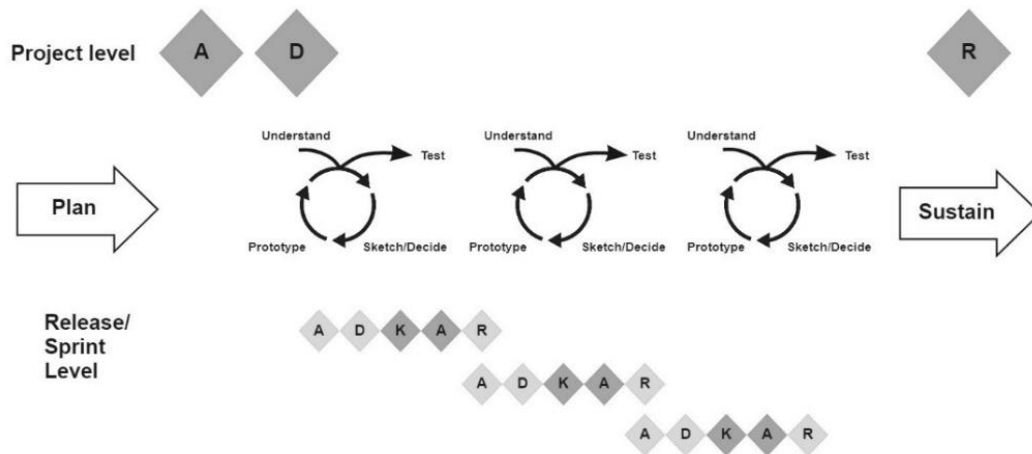 Project level
A
D
R
Understand
Test
Prototype
Sketch/Decide
Understand
Test
Prototype
Sketch/Decide
Understand
Test
Prototype
Sketch/Decide
Plan
Sustain
Release/
Sprint
Level
A D K A R
A D K A R
A D K A R